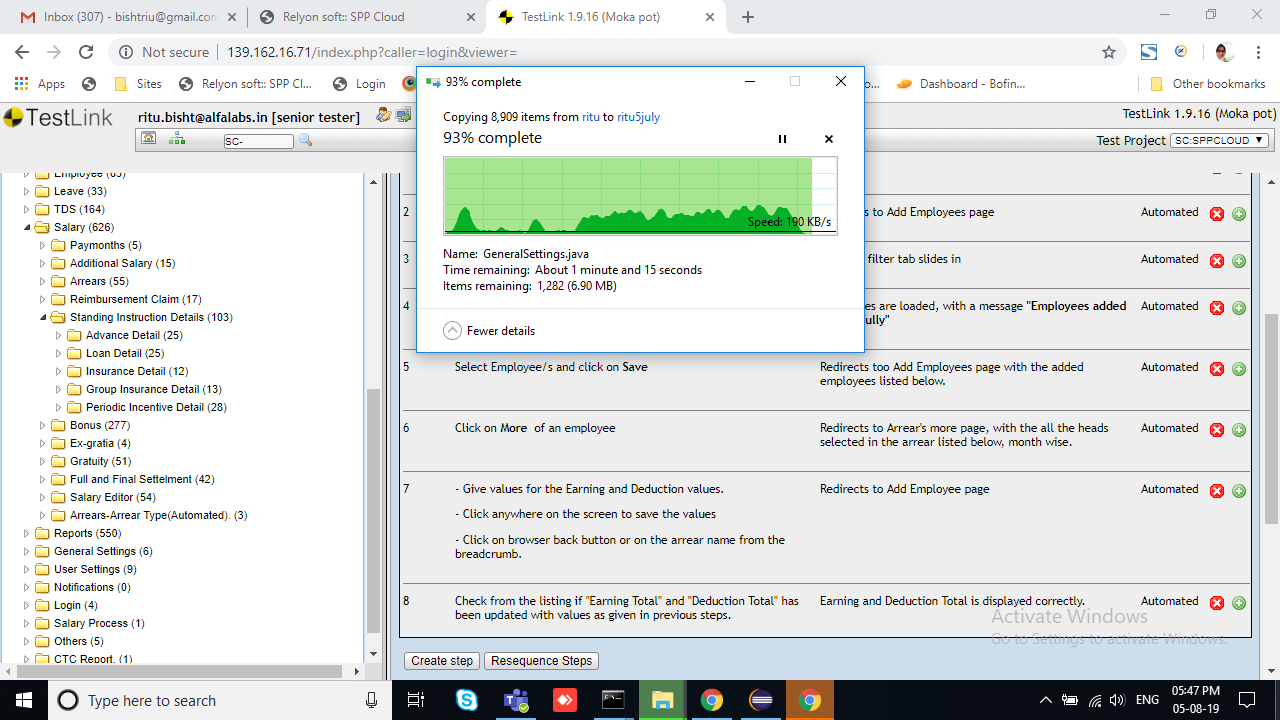 Inbox (307) - bishtriu@gmail.com
Relyon soft:: SPP Cloud
TestLink 1.9.16 (Moka pot)
Not secure
139.162.16.71/index.php?caller=login&viewer=
Apps
Sites
Relyon soft:: SPP Cl...
Login
Dashboard - Bofin...
Other bookmarks
TestLink
ritu.bisht@alfalabs.in [senior tester]
TestLink 1.9.16 (Moka pot)
SC-
Test Project
SC:SPPCLOUD
93% complete
Copying 8,909 items from ritu to ritu5july
93% complete
Speed: 190 KB/s
Name: GeneralSettings.java
Time remaining: About 1 minute and 15 seconds
Items remaining: 1,282 (6.90 MB)
Fewer details
Employee (65)
Leave (33)
TDS (164)
Salary (626)
Paymonths (5)
Additional Salary (15)
Arrears (55)
Reimbursement Claim (17)
Standing Instruction Details (103)
Advance Detail (25)
Loan Detail (25)
Insurance Detail (12)
Group Insurance Detail (13)
Periodic Incentive Detail (28)
Bonus (277)
Ex-gratia (4)
Gratuity (51)
Full and Final Settelment (42)
Salary Editor (54)
Arrears-Arrear Type(Automated). (3)
Reports (550)
General Settings (6)
User Settings (9)
Notifications (0)
Login (4)
Salary Process (1)
Others (5)
CTC Report. (1)
2
s to Add Employees page
Automated
3
filter tab slides in
Automated
4
es are loaded, with a message "Employees added
ully"
Automated
5
Select Employee/s and click on Save
Redirects too Add Employees page with the added
employees listed below.
Automated
6
Click on More of an employee
Redirects to Arrear's more page, with the all the heads
selected in the arrear listed below, month wise.
Automated
7
- Give values for the Earning and Deduction values.
- Click anywhere on the screen to save the values
- Click on browser back button or on the arrear name from the
breadcrumb.
Redirects to Add Employee page
Automated
8
Check from the listing if "Earning Total" and "Deduction Total" has
been updated with values as given in previous steps.
Earning and Deduction Total is displayed correctly.
Automated
Activate Windows
Go to Settings to activate Windows.
Create step
Resequence Steps
Type here to search
ENG
05:47 PM
05-08-19